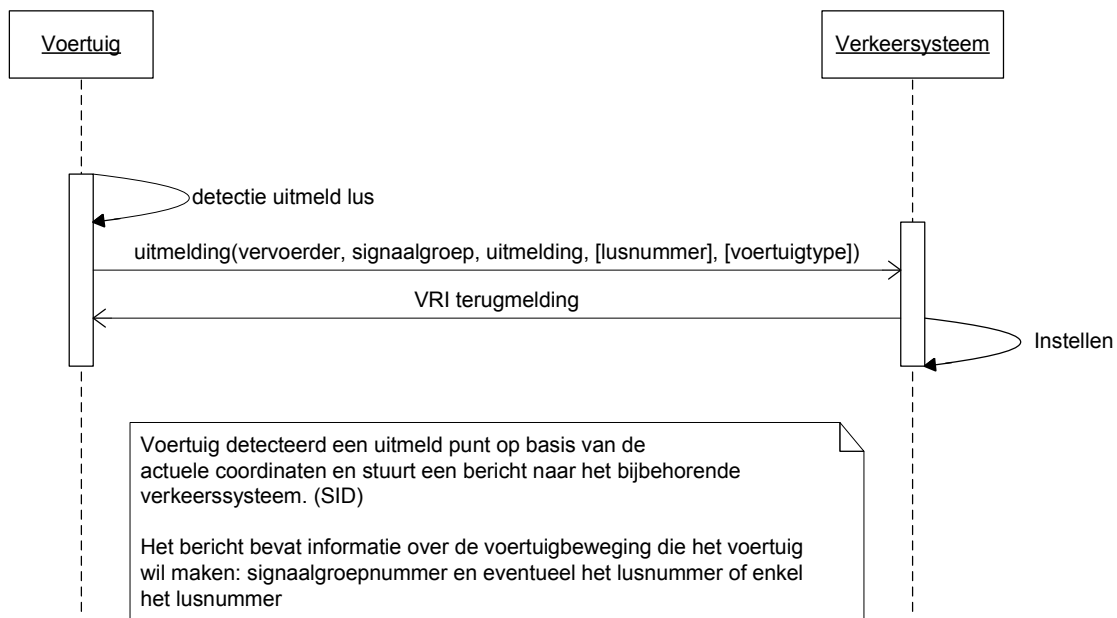 Voertuig
Verkeersysteem
detectie uitmeld lus
uitmelding(vervoerder, signaalgroep, uitmelding, [lusnummer], [voertuigtype])
VRI terugmelding
Instellen
Voertuig detecteerd een uitmeld punt op basis van de
actuele coordinaten en stuurt een bericht naar het bijbehorende
verkeerssysteem. (SID)
Het bericht bevat informatie over de voertuigbeweging die het voertuig
wil maken: signaalgroepnummer en eventueel het lusnummer of enkel
het lusnummer